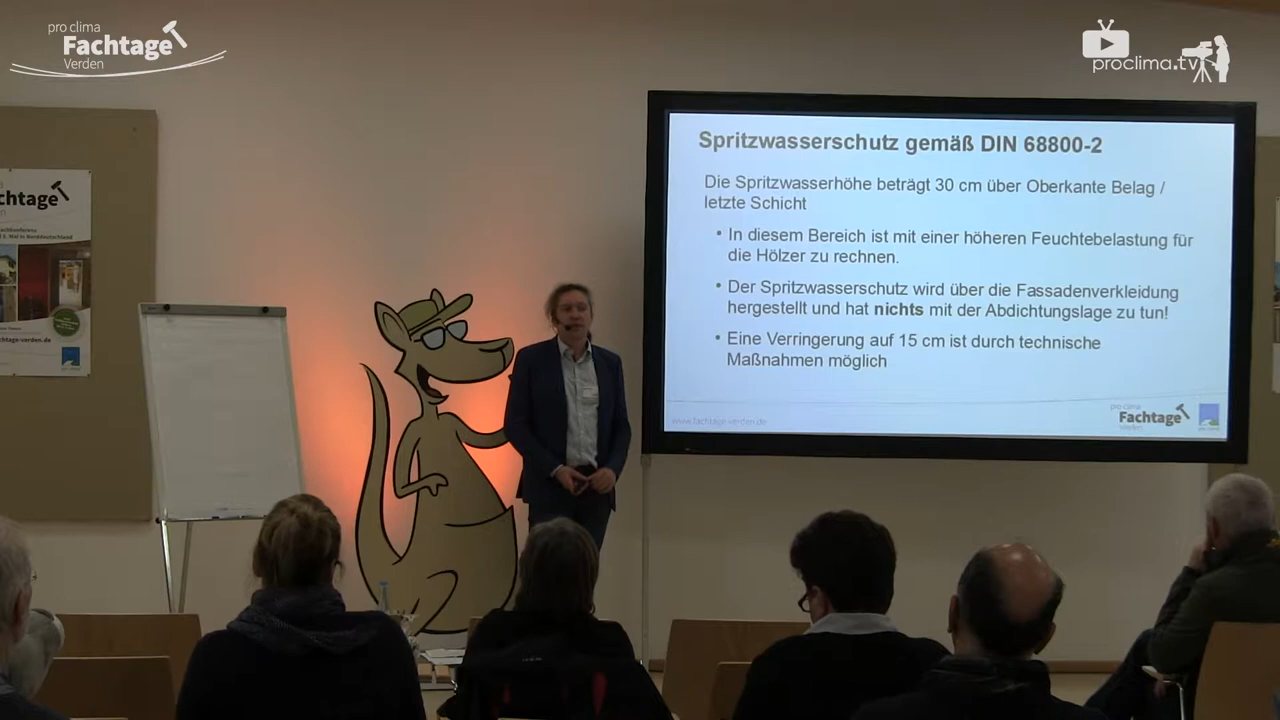 pro clima
Fachtage
Verden
proclima.tv
chtage
Spritzwasserschutz gemäß DIN 68800-2
Die Spritzwasserhöhe beträgt 30 cm über Oberkante Belag /
letzte Schicht
• In diesem Bereich ist mit einer höheren Feuchtebelastung für
die Hölzer zu rechnen.
• Der Spritzwasserschutz wird über die Fassadenverkleidung
hergestellt und hat nichts mit der Abdichtungslage zu tun!
• Eine Verringerung auf 15 cm ist durch technische
Maßnahmen möglich
www.fachtage-verden.de
pro clima
Fachtage
Verden
chtage-verden.de